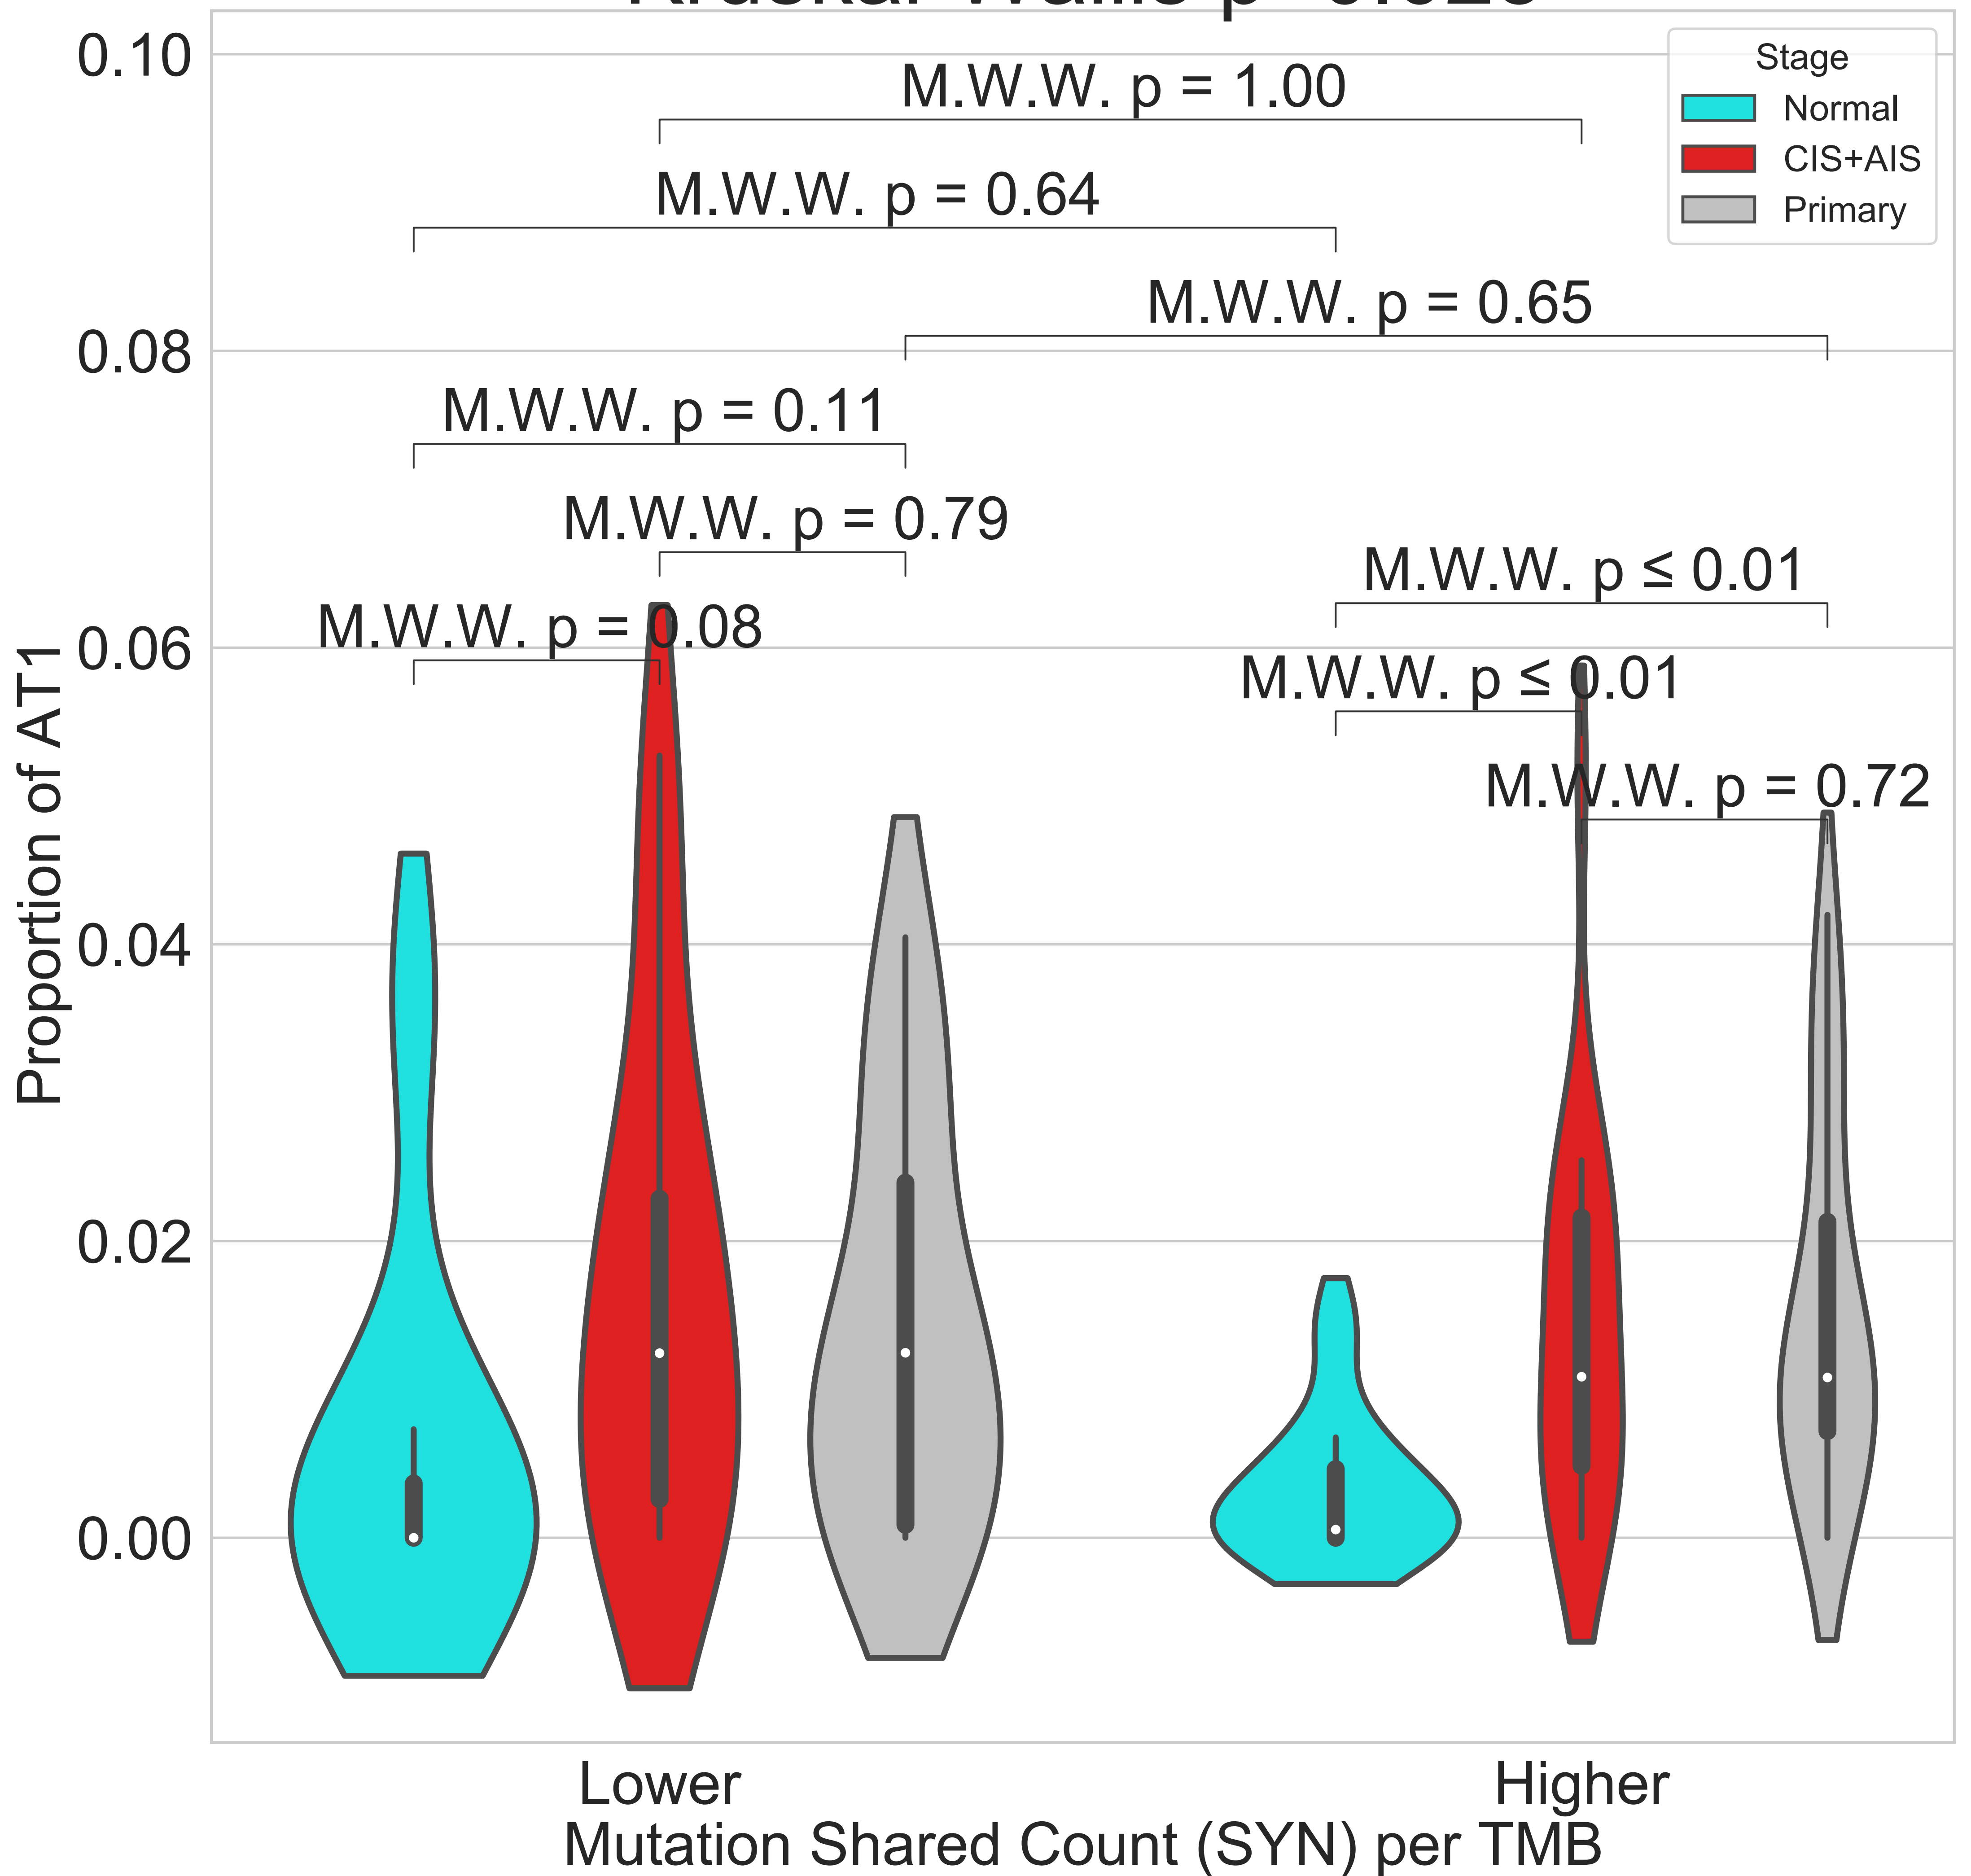 0.10
0.08
0.06
0.04
0.02
0.00
Proportion of AT1
Stage
Normal
CIS+AIS
Primary
M.W.W. p = 1.00
M.W.W. p = 0.64
M.W.W. p = 0.65
M.W.W. p = 0.11
M.W.W. p = 0.79
M.W.W. p ≤ 0.01
M.W.W. p = 0.08
M.W.W. p ≤ 0.01
M.W.W. p = 0.72
Lower
Higher
Mutation Shared Count (SYN) per TMB